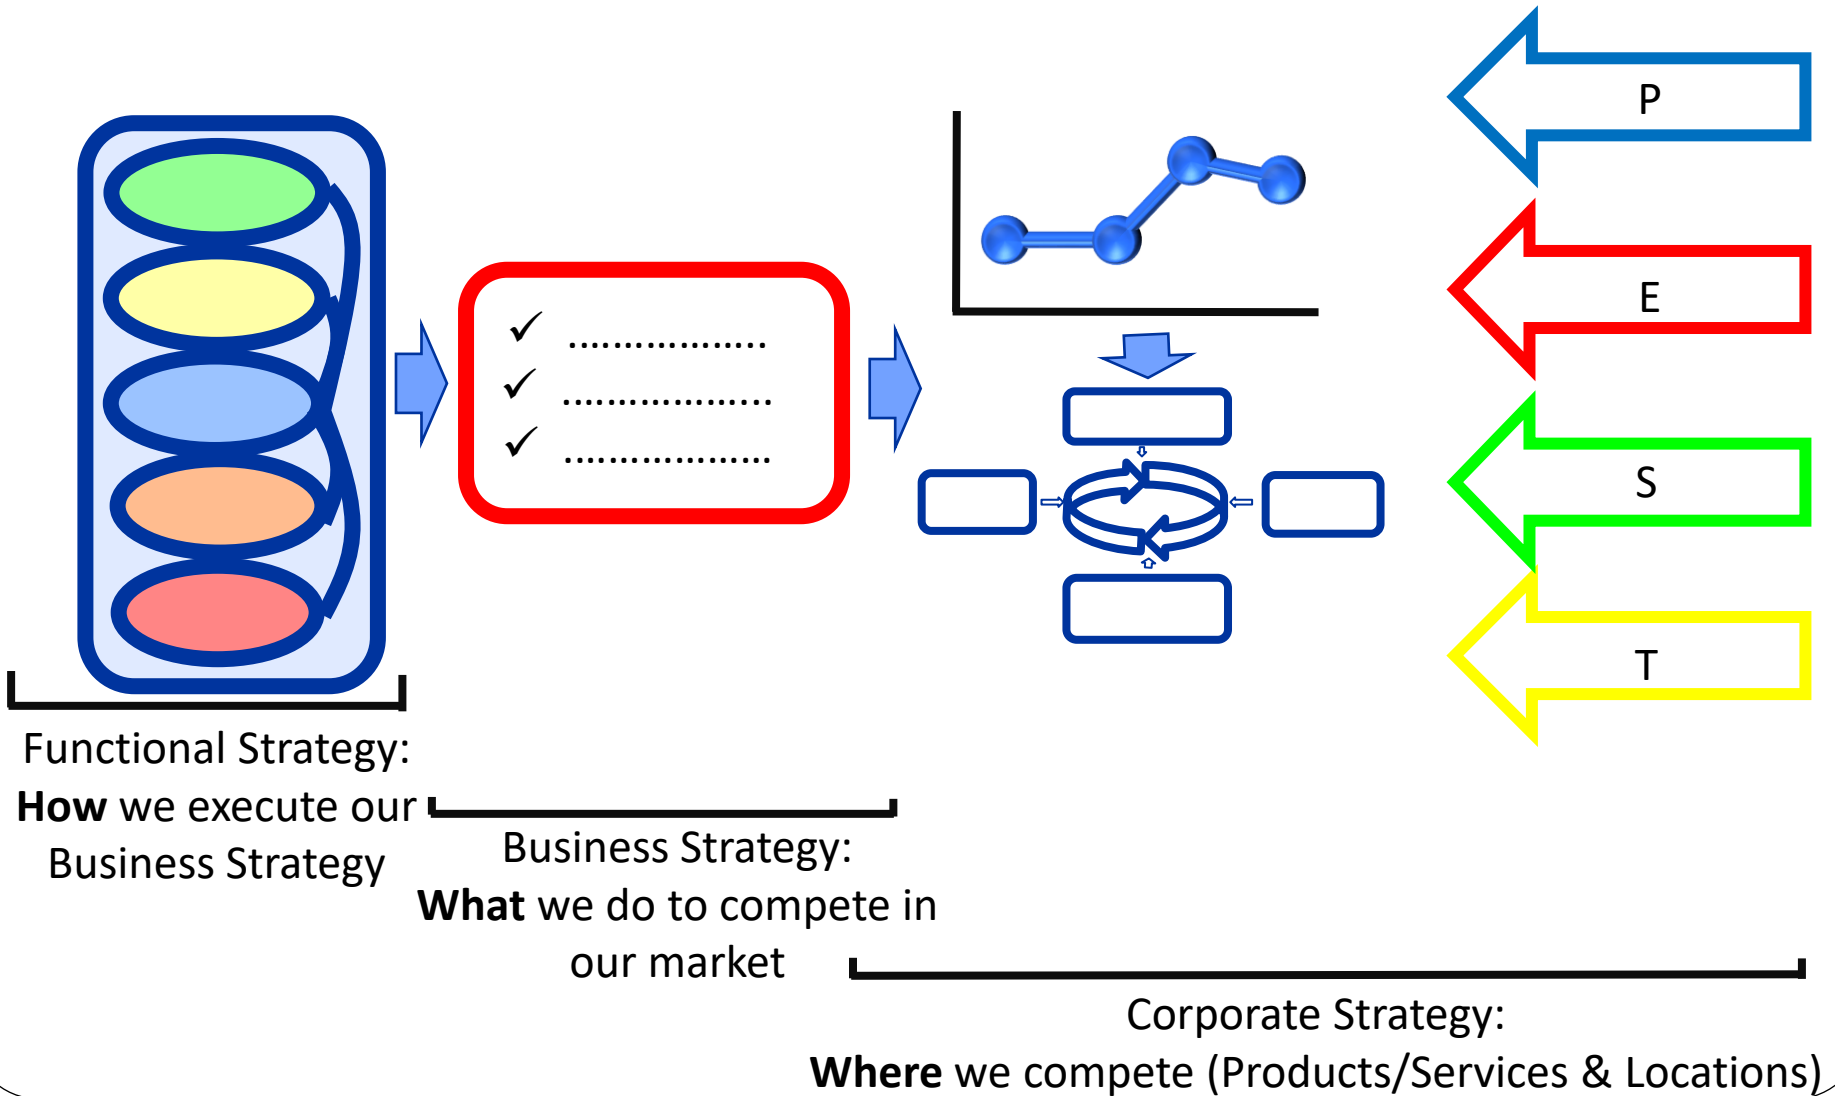 P
E
S
T
✓ ..................
✓ ...................
✓ ...................
Functional Strategy:
How we execute our
Business Strategy
Business Strategy:
What we do to compete in
our market
Corporate Strategy:
Where we compete (Products/Services & Locations)